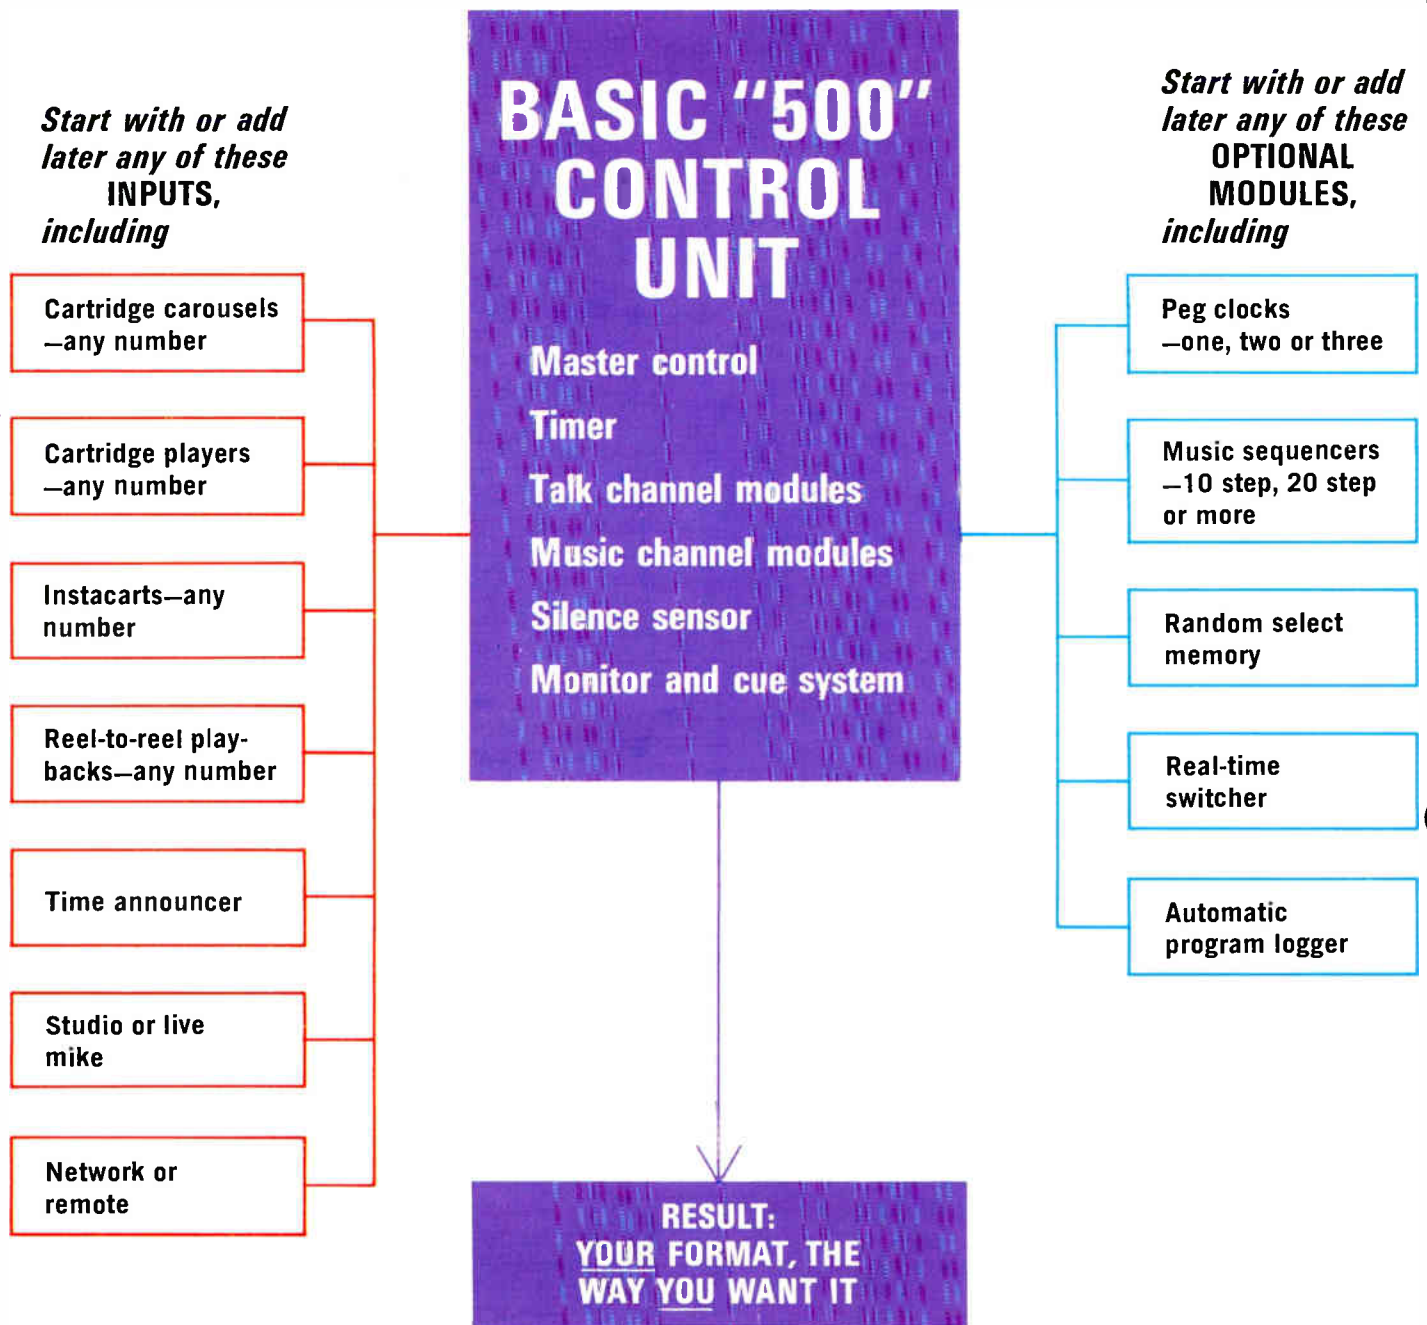 Start with or add
later any of these
INPUTS,
including
Cartridge carousels
—any number
Cartridge players
—any number
Instacarts—any
number
Reel-to-reel play-
backs—any number
Time announcer
Studio or live
mike
Network or
remote
BASIC "500"
CONTROL
UNIT
Master control
Timer
Talk channel modules
Music channel modules
Silence sensor
Monitor and cue system
RESULT:
YOUR FORMAT, THE
WAY YOU WANT IT
Start with or add
later any of these
OPTIONAL
MODULES,
including
Peg clocks
—one, two or three
Music sequencers
—10 step, 20 step
or more
Random select
memory
Real-time
switcher
Automatic
program logger